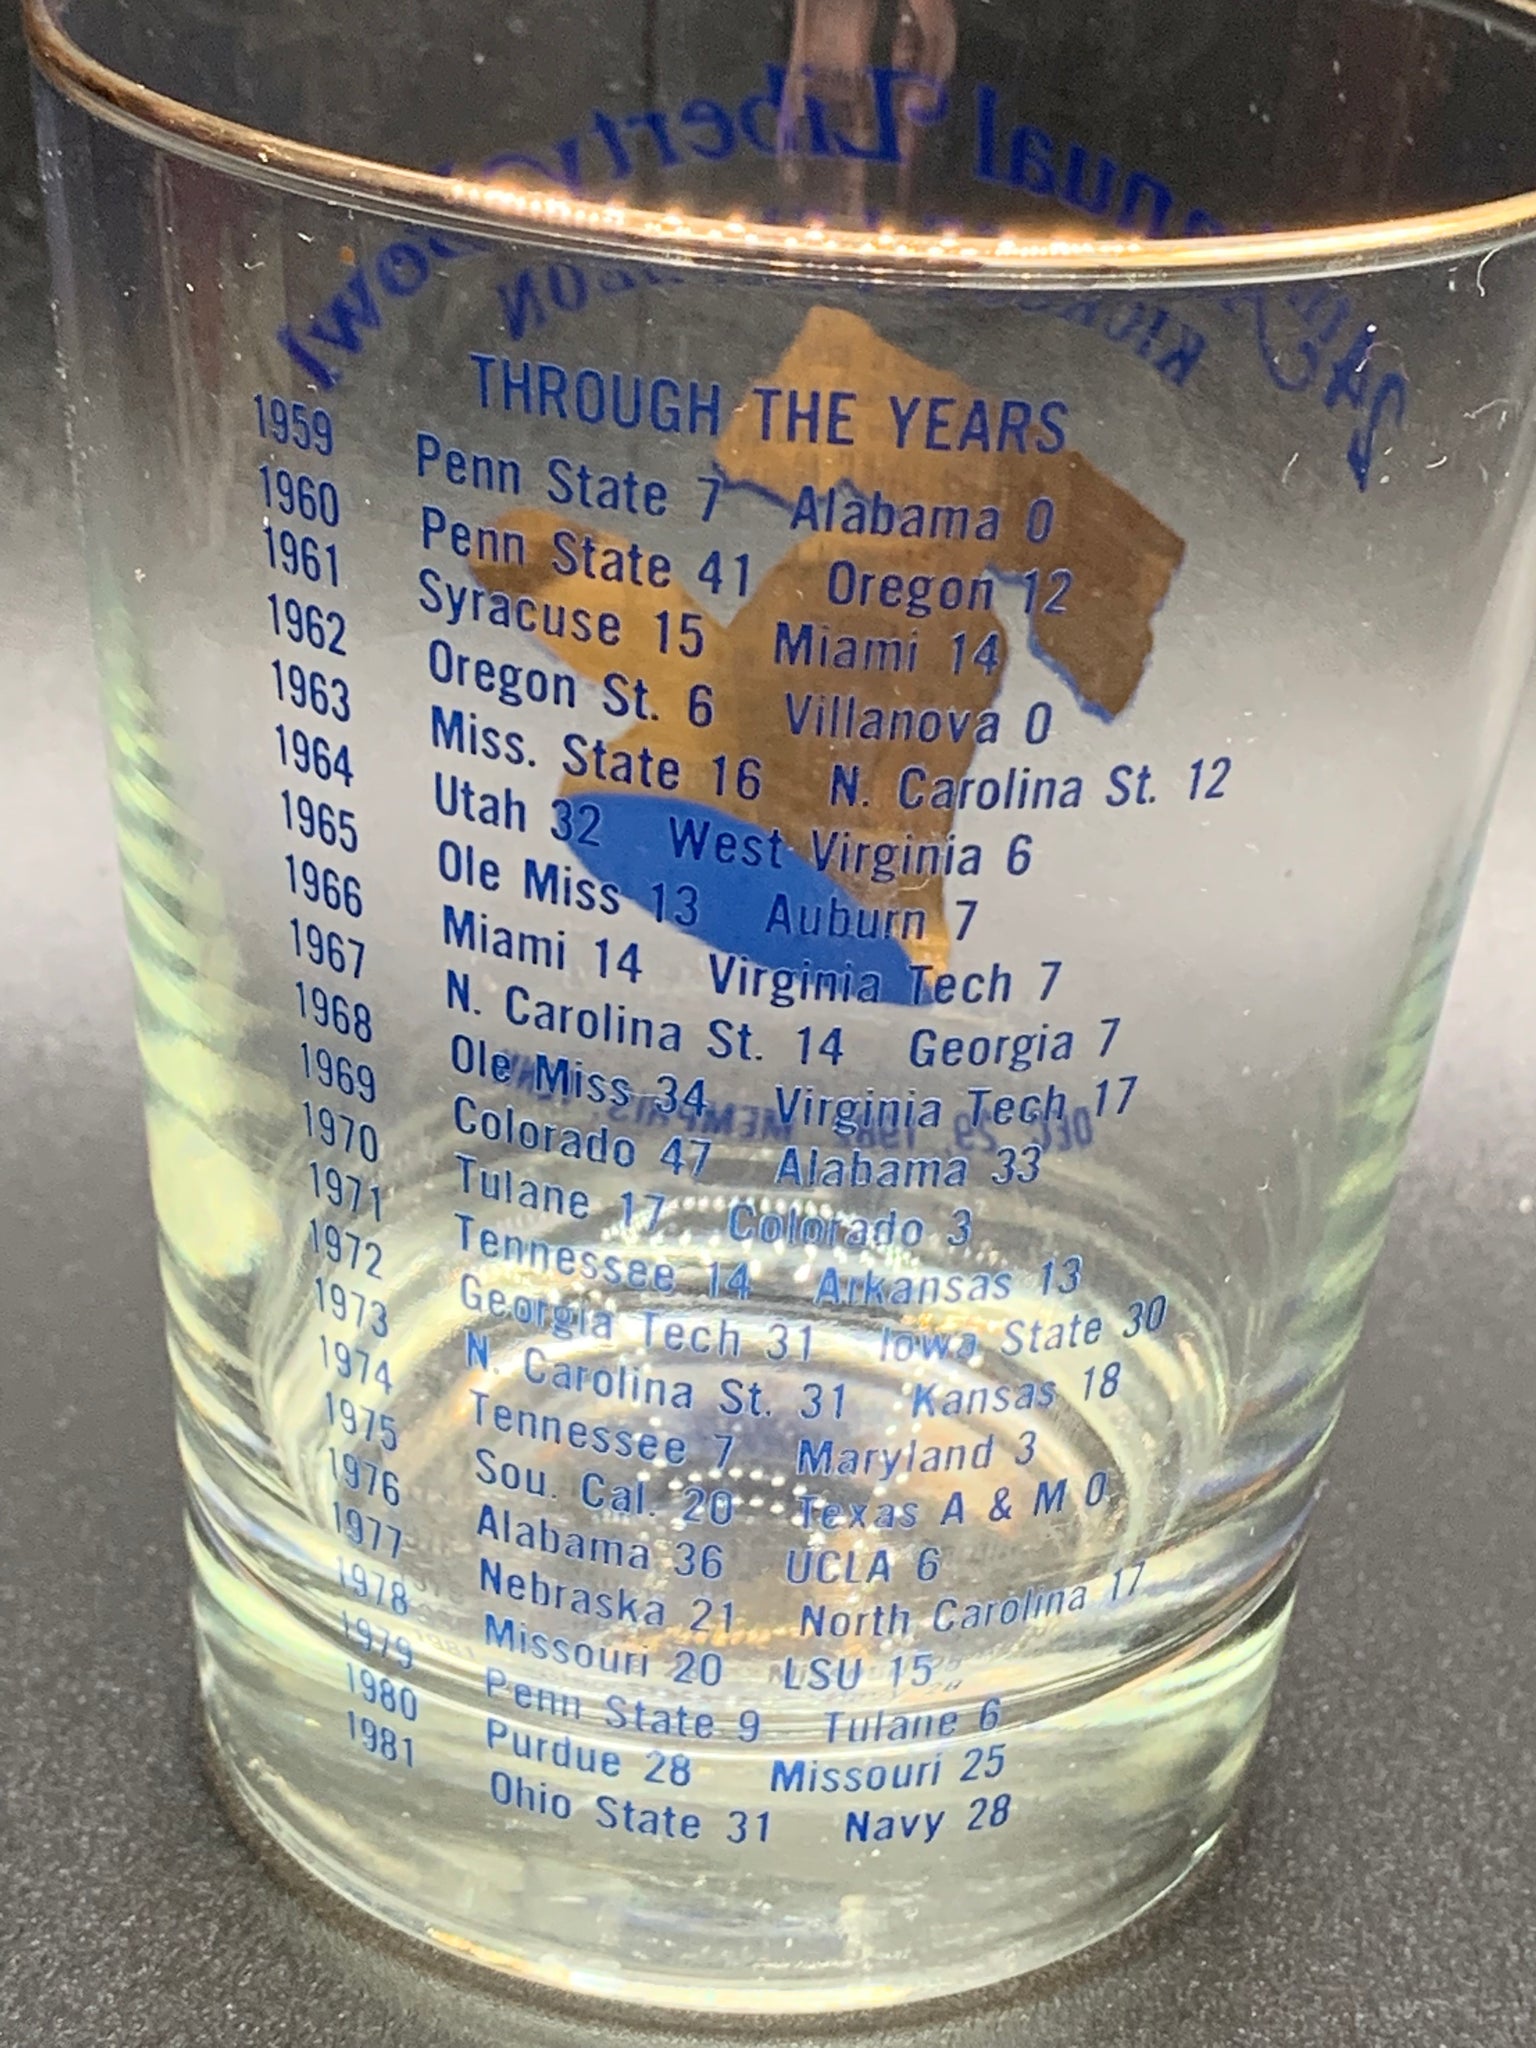 Annual Liberty Bowl
THROUGH THE YEARS
1959 Penn State 7 Alabama 0
1960 Penn State 41 Oregon 12
1961 Syracuse 15 Miami 14
1962 Oregon St. 6 Villanova 0
1963 Miss. State 16 N. Carolina St. 12
1964 Utah 32 West Virginia 6
1965 Ole Miss 13 Auburn 7
1966 Miami 14 Virginia Tech 7
1967 N. Carolina St. 14 Georgia 7
1968 Ole Miss 34 Virginia Tech 17
1969 Colorado 47 Alabama 33
1970 Tulane 17 Colorado 3
1971 Tennessee 14 Arkansas 13
1972 Georgia Tech 31 Iowa State 30
1973 N. Carolina St. 31 Kansas 18
1974 Tennessee 7 Maryland 3
1975 Sou. Cal. 20 Texas A & M 0
1976 Alabama 36 UCLA 6
1977 Nebraska 21 North Carolina 17
1978 Missouri 20 LSU 15
1979 Penn State 9 Tulane 6
1980 Purdue 28 Missouri 25
1981 Ohio State 31 Navy 28
DEC. 29, MEMPHIS,